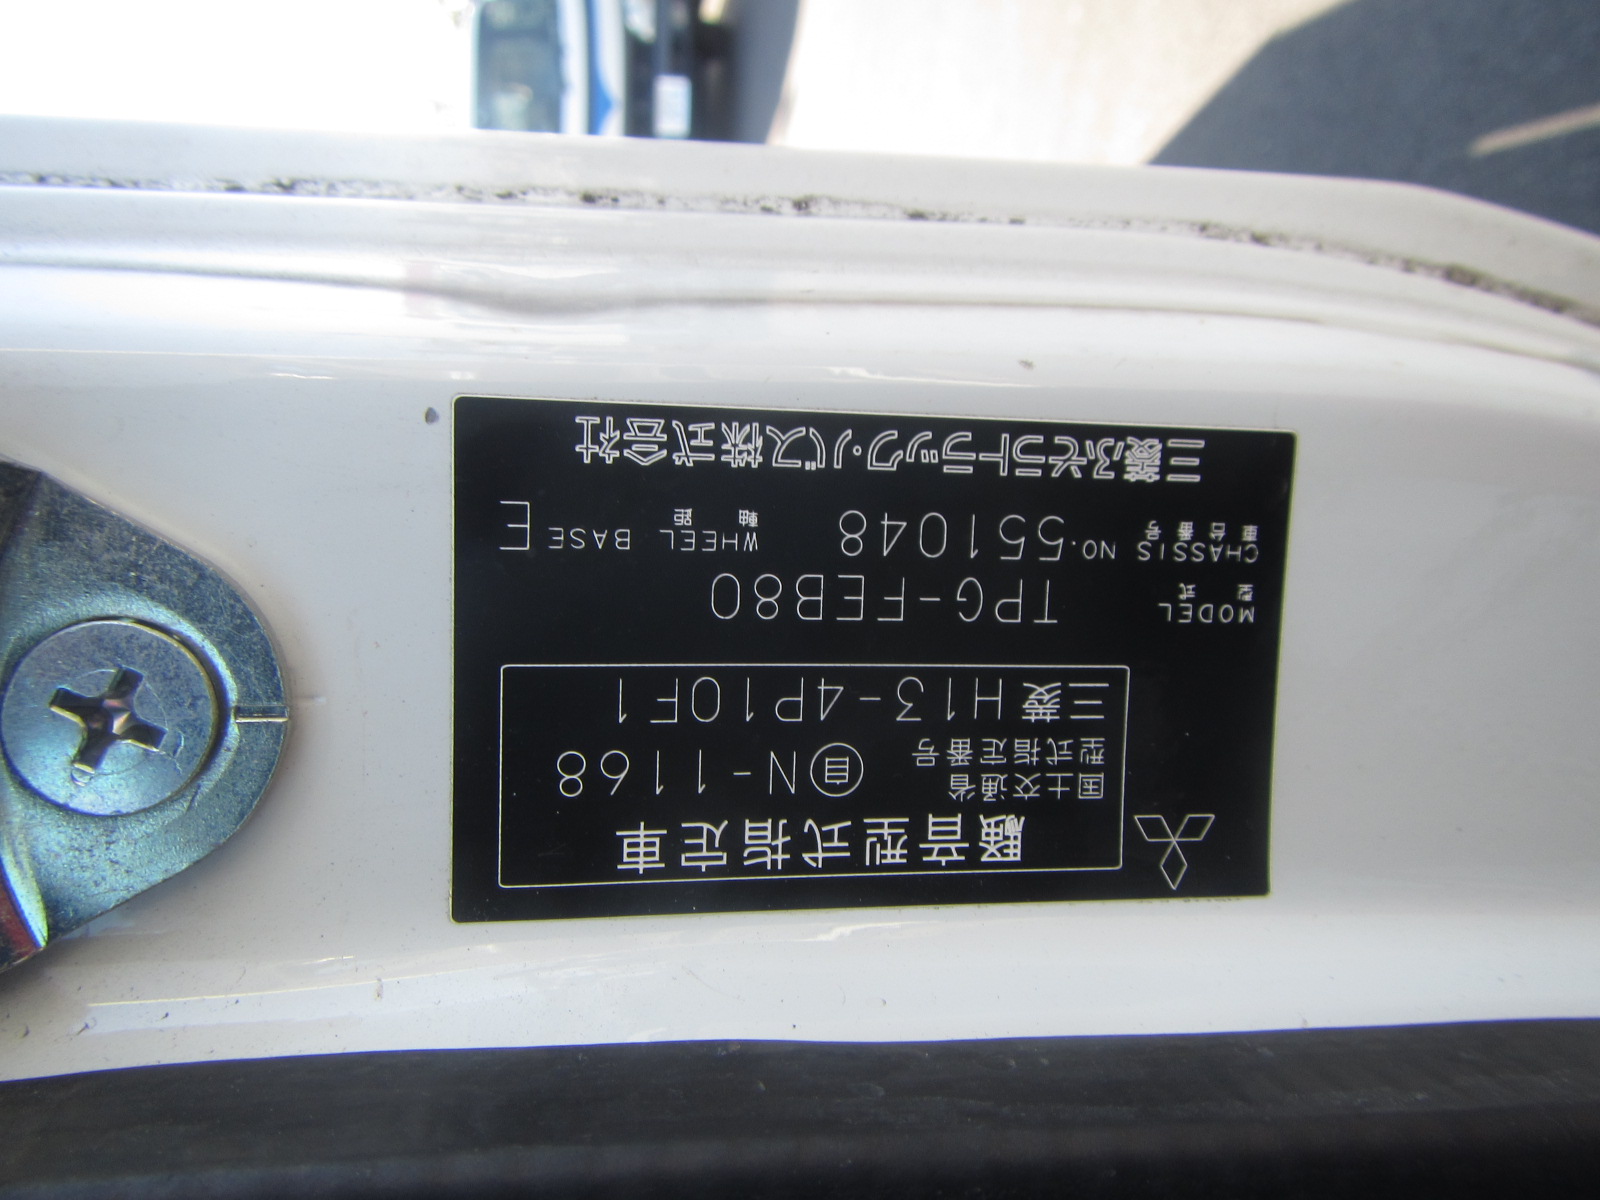 騒音型式指定車
国土交通省
型式指定番号 自N-1168
三菱 H13-4P10F1
型式
MODEL TPG-FEB80
車台番号 軸距
CHASSIS NO. 551048 WHEEL BASE E
三菱ふそうトラック・バス株式会社